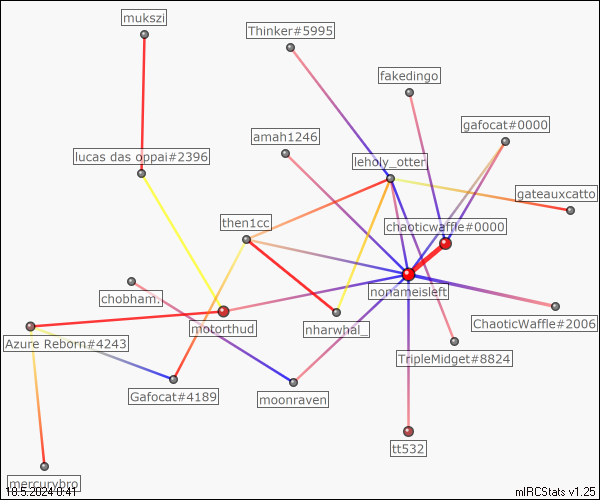 mukszi
Thinker#5995
fakedingo
gafocat#0000
amah1246
lucas das oppai#2396
leholy_otter
gateauxcatto
then1cc
chaoticwaffle#0000
chobham.
nonameisleft
motorthud
nharwhal_
ChaoticWaffle#2006
Azure Reborn#4243
TripleMidget#8824
Gafocat#4189
moonraven
tt532
mercurybro
10.5.2024 0:41
mIRCStats v1.25